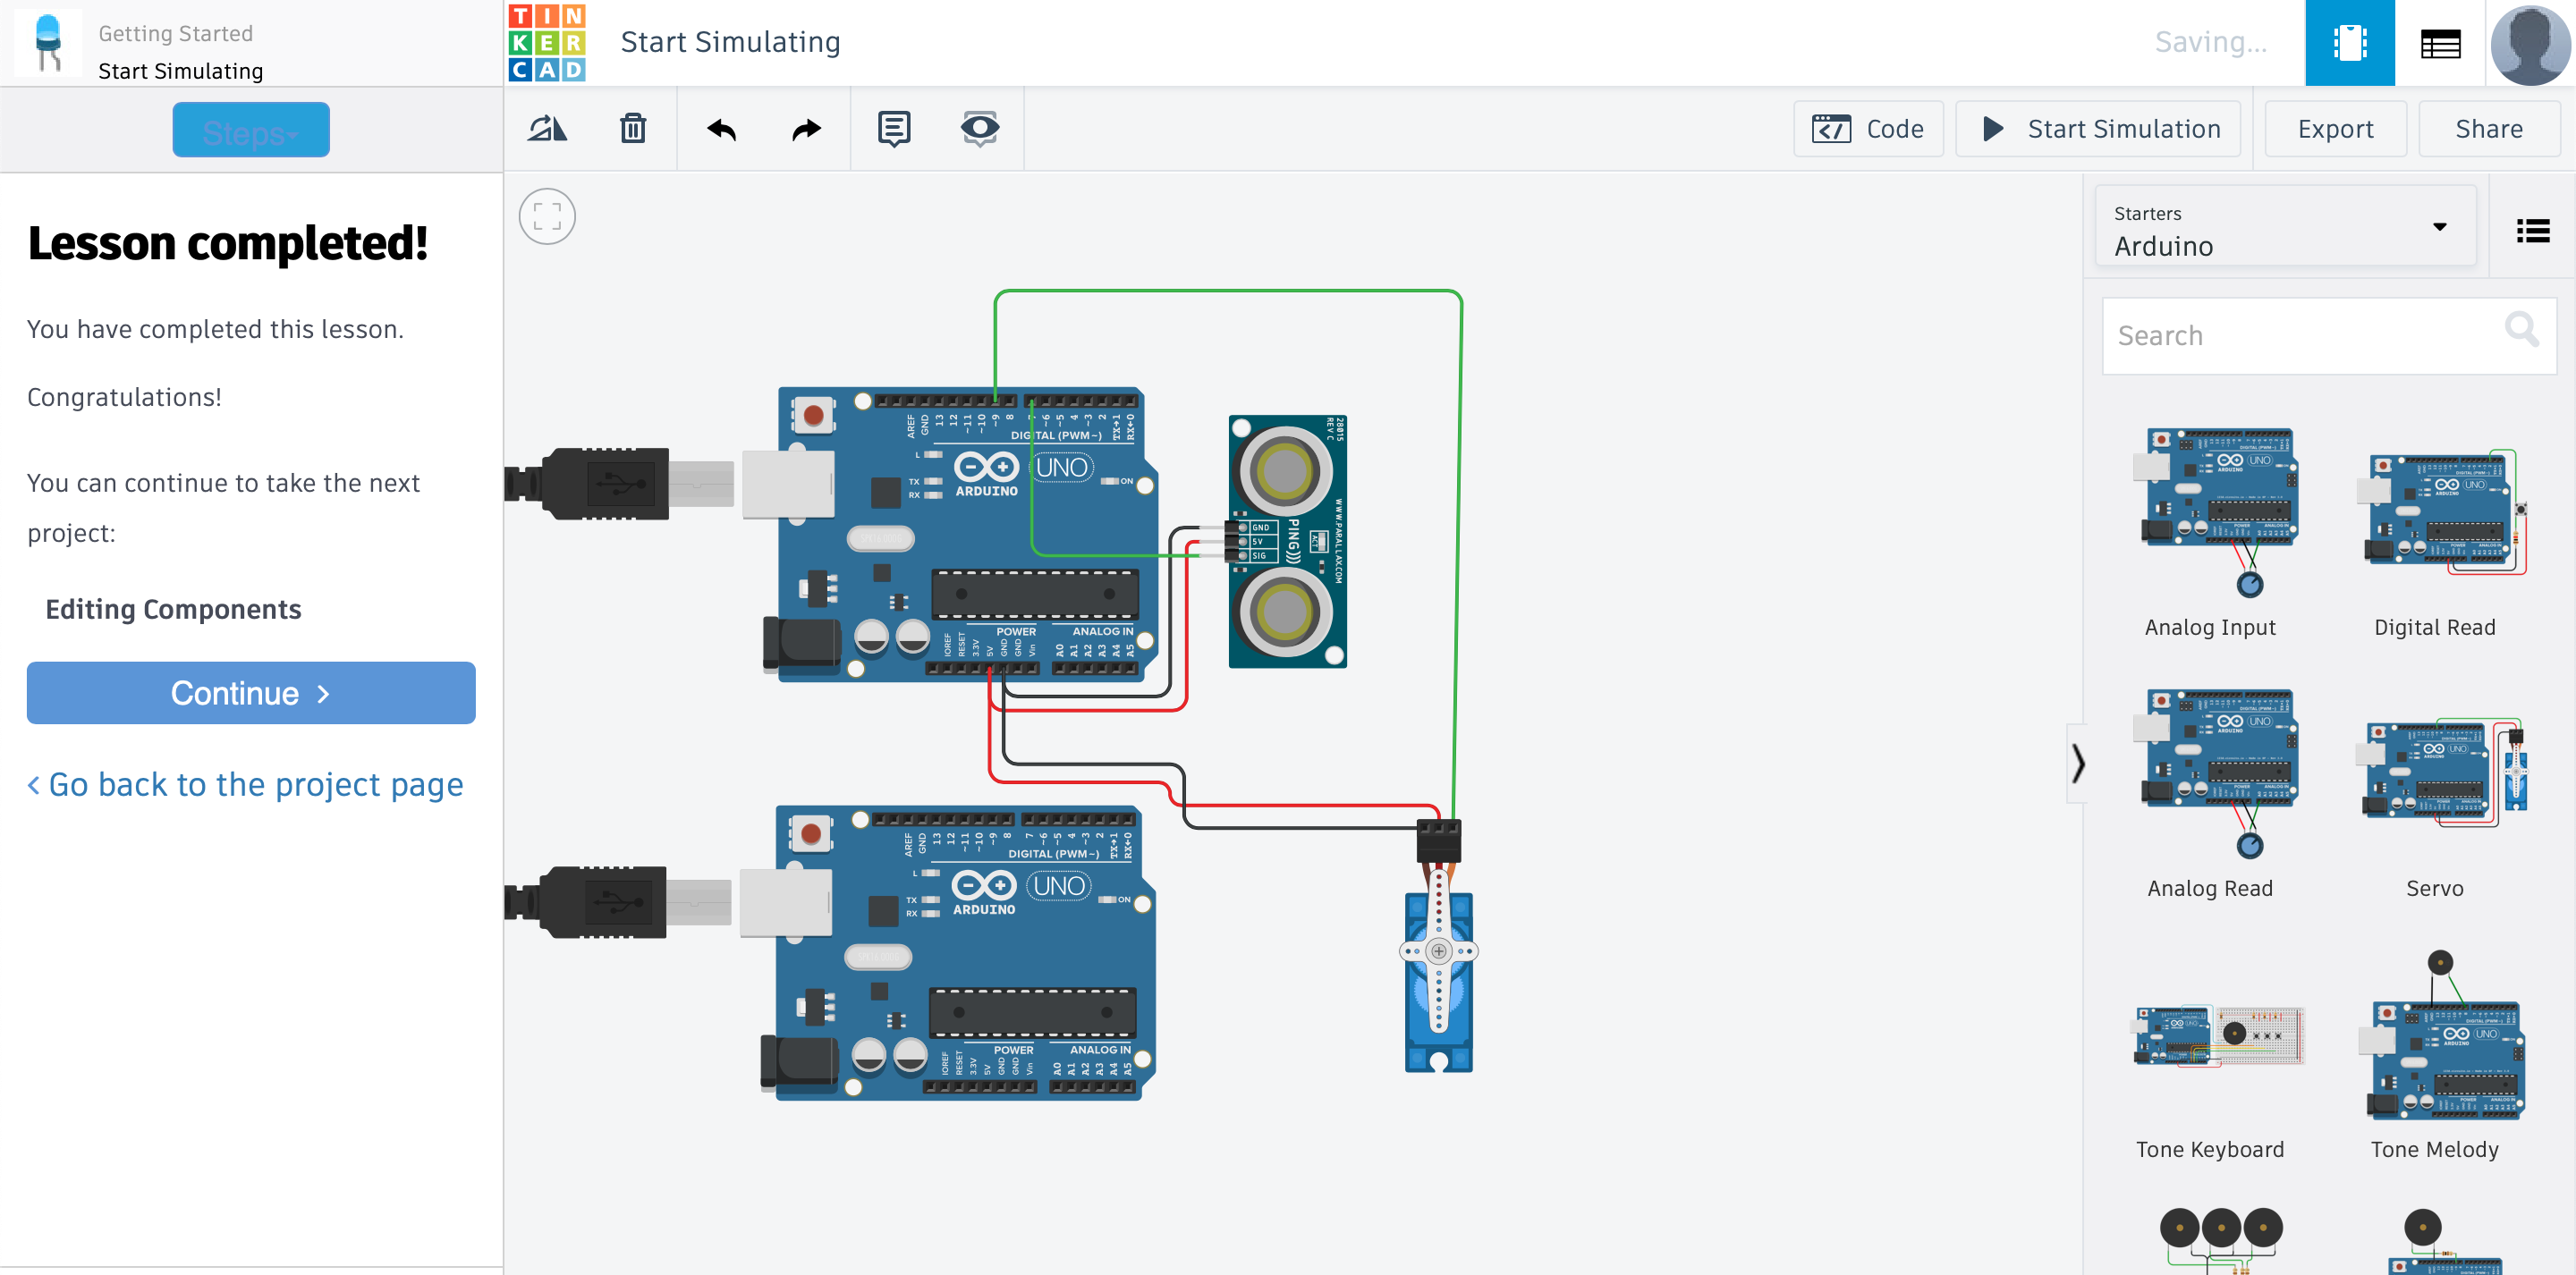 Getting Started
Start Simulating
TINKERCAD
Start Simulating
Saving...
Steps
Code
Start Simulation
Export
Share
Lesson completed!
You have completed this lesson.
Congratulations!
You can continue to take the next
project:
Editing Components
Continue
Go back to the project page
AREF
GND
13
12
~11
~10
~9
8
~6
~5
4
~3
2
TX→1
RX←0
DIGITAL (PWM~)
L
TX
RX
ARDUINO
UNO
ON
POWER
ANALOG IN
IOREF
RESET
3.3V
5V
GND
GND
Vin
A0
A1
A2
A3
A4
A5
28015
REV C
GND
5V
SIG
PING)))
ACT
WWW.PARALLAX.COM
AREF
GND
13
12
~11
~10
~9
8
7
~6
~5
4
~3
2
TX→1
RX←0
DIGITAL (PWM~)
L
TX
RX
ARDUINO
UNO
ON
POWER
ANALOG IN
IOREF
RESET
3.3V
5V
GND
GND
Vin
A0
A1
A2
A3
A4
A5
Starters
Arduino
Search
Analog Input
Digital Read
Analog Read
Servo
Tone Keyboard
Tone Melody